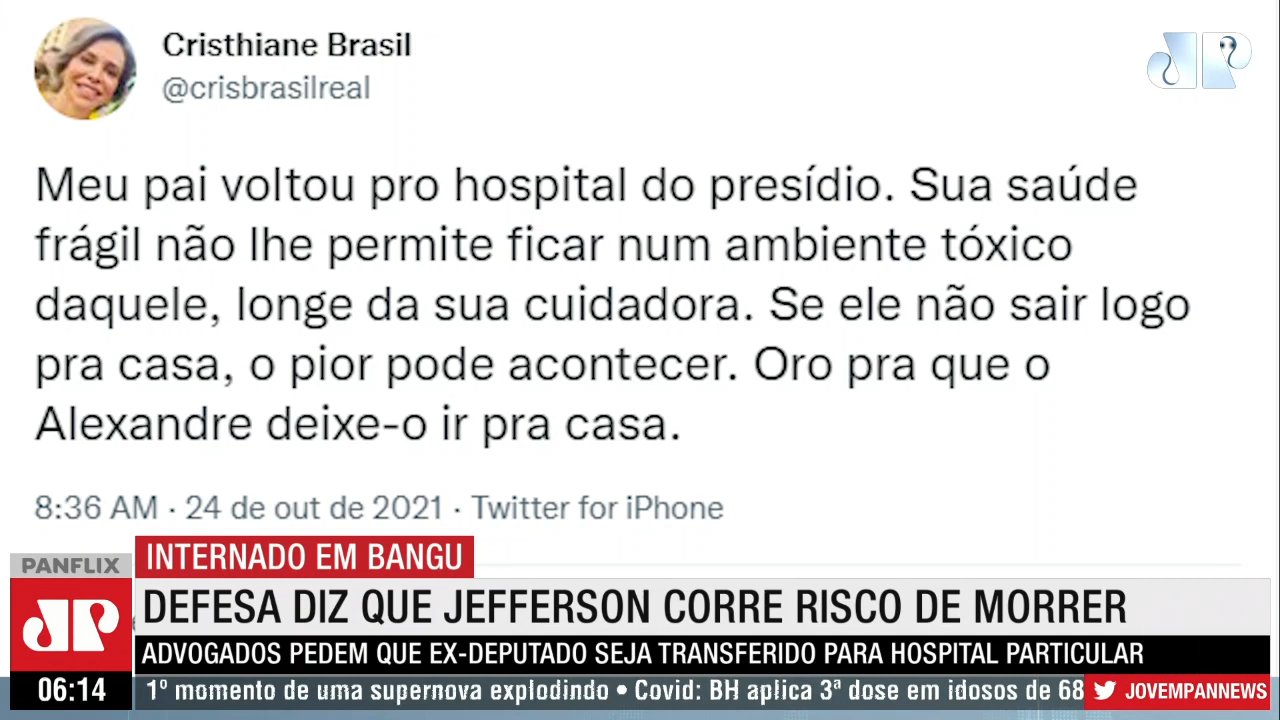 Cristhiane Brasil
@crisbrasilreal
JP
Meu pai voltou pro hospital do presídio. Sua saúde
frágil não lhe permite ficar num ambiente tóxico
daquele, longe da sua cuidadora. Se ele não sair logo
pra casa, o pior pode acontecer. Oro pra que o
Alexandre deixe-o ir pra casa.
8:36 AM · 24 de out de 2021 · Twitter for iPhone
INTERNADO EM BANGU
PANFLIX
JP
DEFESA DIZ QUE JEFFERSON CORRE RISCO DE MORRER
ADVOGADOS PEDEM QUE EX-DEPUTADO SEJA TRANSFERIDO PARA HOSPITAL PARTICULAR
06:14
1º momento de uma supernova explodindo • Covid: BH aplica 3ª dose em idosos de 68
JOVEMPANNEWS